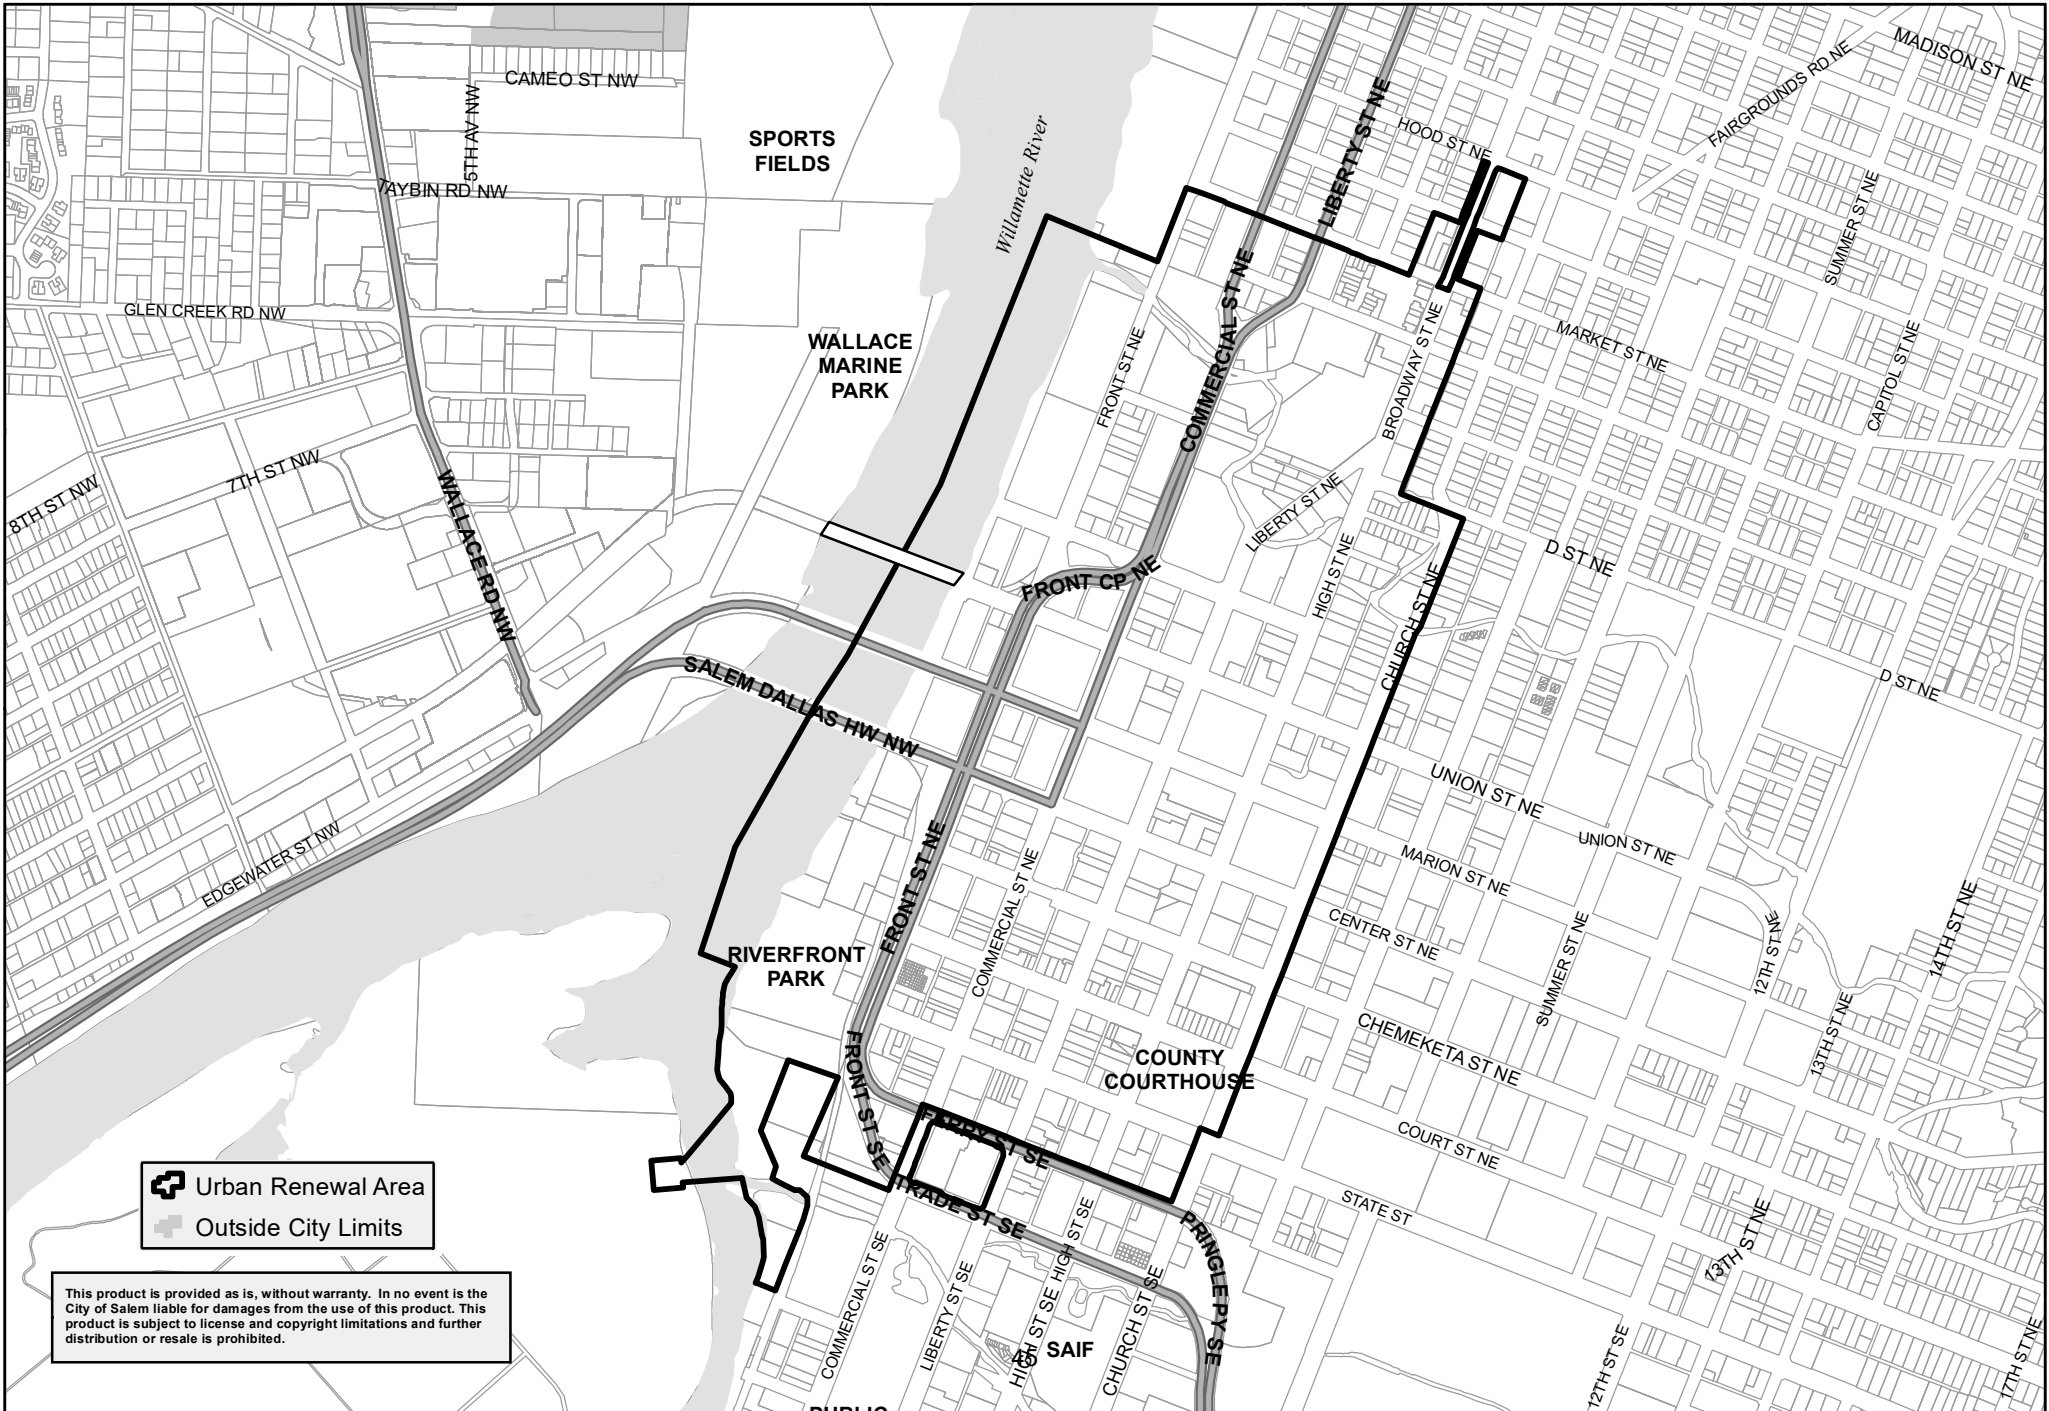 MADISON ST NE
FAIRGROUNDS RD NE
CAMEO ST NW
5TH AV NW
SPORTS
FIELDS
Willamette River
LIBERTY ST NE
HOOD ST NE
TAYBIN RD NW
SUMMER ST NE
GLEN CREEK RD NW
WALLACE
MARINE
PARK
COMMERCIAL ST NE
FRONT ST NE
BROADWAY ST NE
MARKET ST NE
CAPITOL ST NE
8TH ST NW
7TH ST NW
WALLACE RD NW
LIBERTY ST NE
HIGH ST NE
D ST NE
FRONT CP NE
CHURCH ST NE
D ST NE
SALEM DALLAS HW NW
UNION ST NE
UNION ST NE
EDGEWATER ST NW
FRONT ST NE
COMMERCIAL ST NE
MARION ST NE
CENTER ST NE
SUMMER ST NE
12TH ST NE
14TH ST NE
RIVERFRONT
PARK
13TH ST NE
CHEMEKETA ST NE
COUNTY
COURTHOUSE
FRONT ST SE
FERRY ST SE
COURT ST NE
TRADE ST SE
STATE ST
PRINGLE PY SE
13TH ST NE
Urban Renewal Area
Outside City Limits
This product is provided as is, without warranty. In no event is the
City of Salem liable for damages from the use of this product. This
product is subject to license and copyright limitations and further
distribution or resale is prohibited.
COMMERCIAL ST SE
LIBERTY ST SE
HIGH ST SE
HIGH ST SE
CHURCH ST SE
45
SAIF
12TH ST SE
17TH ST NE
PUBLIC